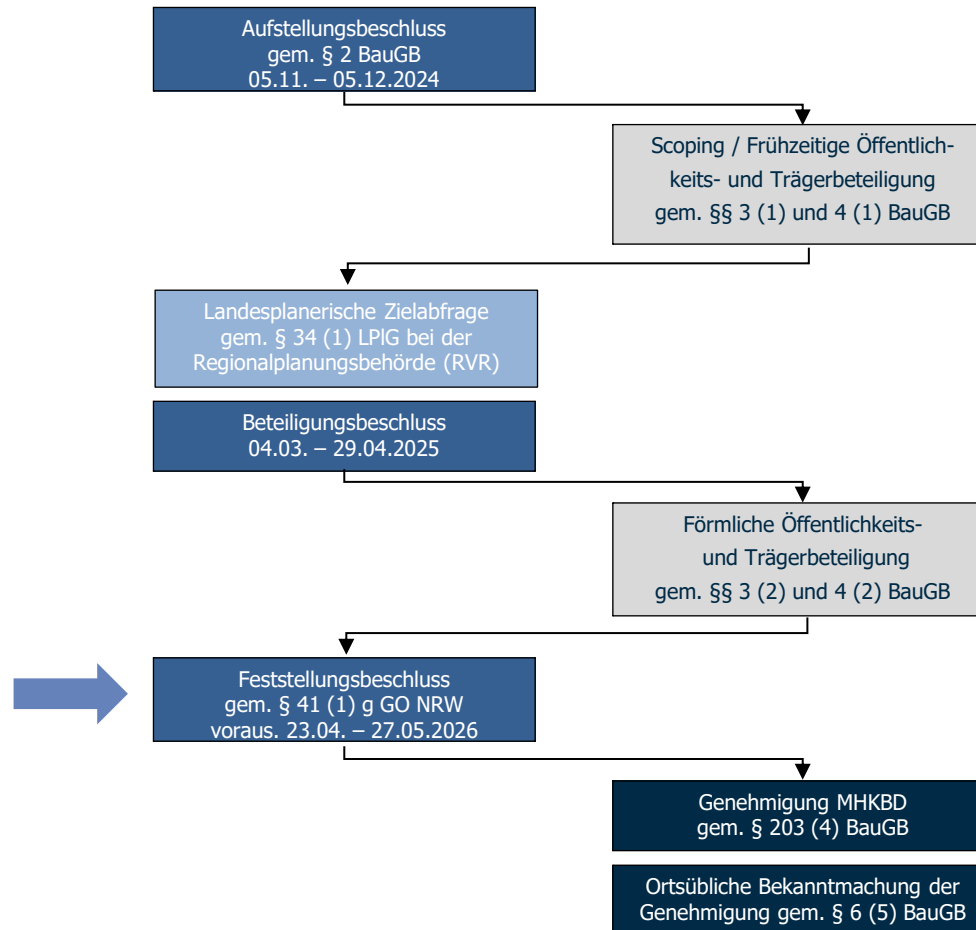 Aufstellungsbeschluss
gem. § 2 BauGB
05.11. – 05.12.2024
Scoping / Frühzeitige Öffentlich-
keits- und Trägerbeteiligung
gem. §§ 3 (1) und 4 (1) BauGB
Landesplanerische Zielabfrage
gem. § 34 (1) LPlG bei der
Regionalplanungsbehörde (RVR)
Beteiligungsbeschluss
04.03. – 29.04.2025
Förmliche Öffentlichkeits-
und Trägerbeteiligung
gem. §§ 3 (2) und 4 (2) BauGB
Feststellungsbeschluss
gem. § 41 (1) g GO NRW
voraus. 23.04. – 27.05.2026
Genehmigung MHKBD
gem. § 203 (4) BauGB
Ortsübliche Bekanntmachung der
Genehmigung gem. § 6 (5) BauGB